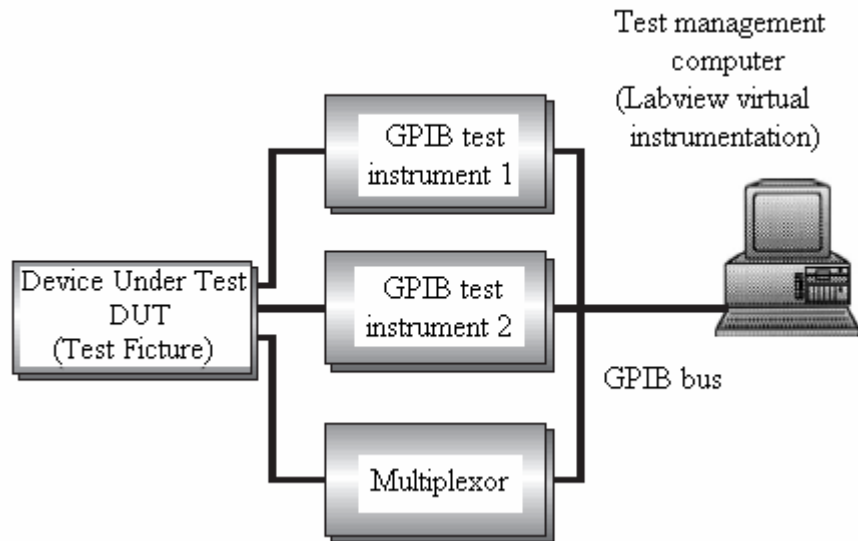 Test management
computer
(Labview virtual
instrumentation)
GPIB test
instrument 1
Device Under Test
DUT
(Test Ficture)
GPIB test
instrument 2
GPIB bus
Multiplexor